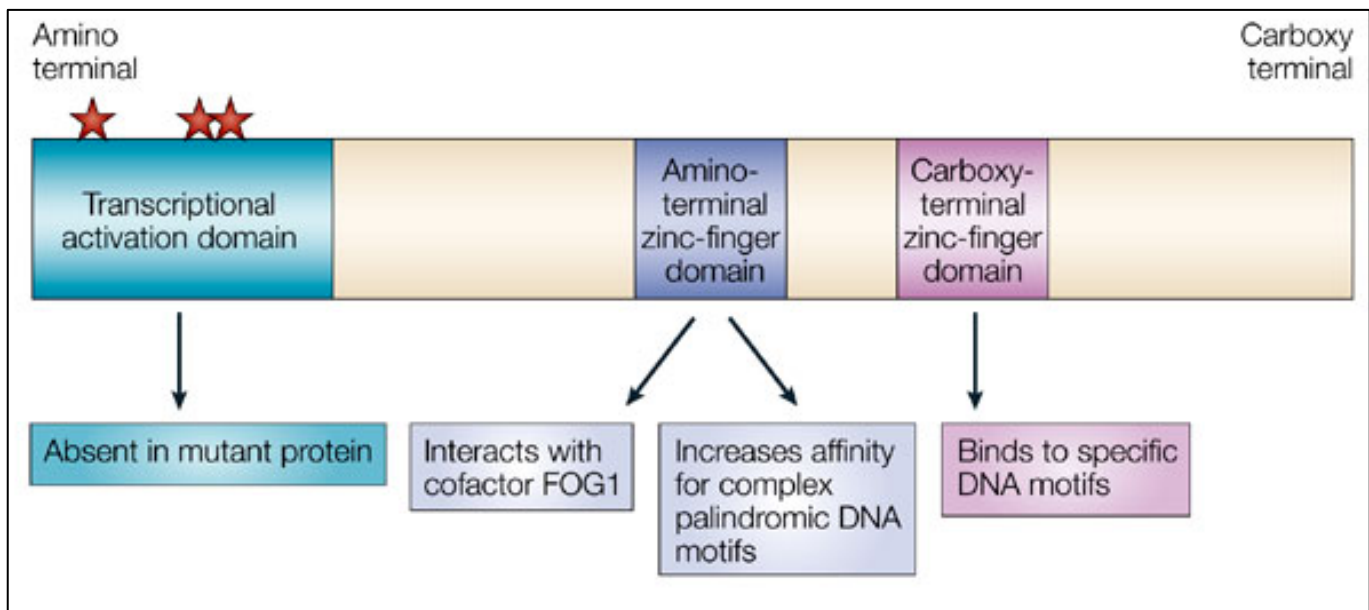 Amino
terminal
Carboxy
terminal
Transcriptional
activation domain
Amino-
terminal
zinc-finger
domain
Carboxy-
terminal
zinc-finger
domain
Absent in mutant protein
Interacts with
cofactor FOG1
Increases affinity
for complex
palindromic DNA
motifs
Binds to specific
DNA motifs